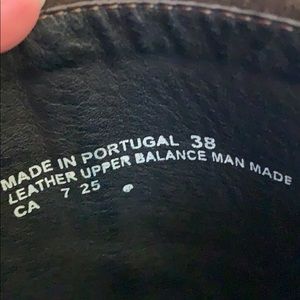 MADE IN PORTUGAL 38
LEATHER UPPER BALANCE MAN MADE
CA 7 25